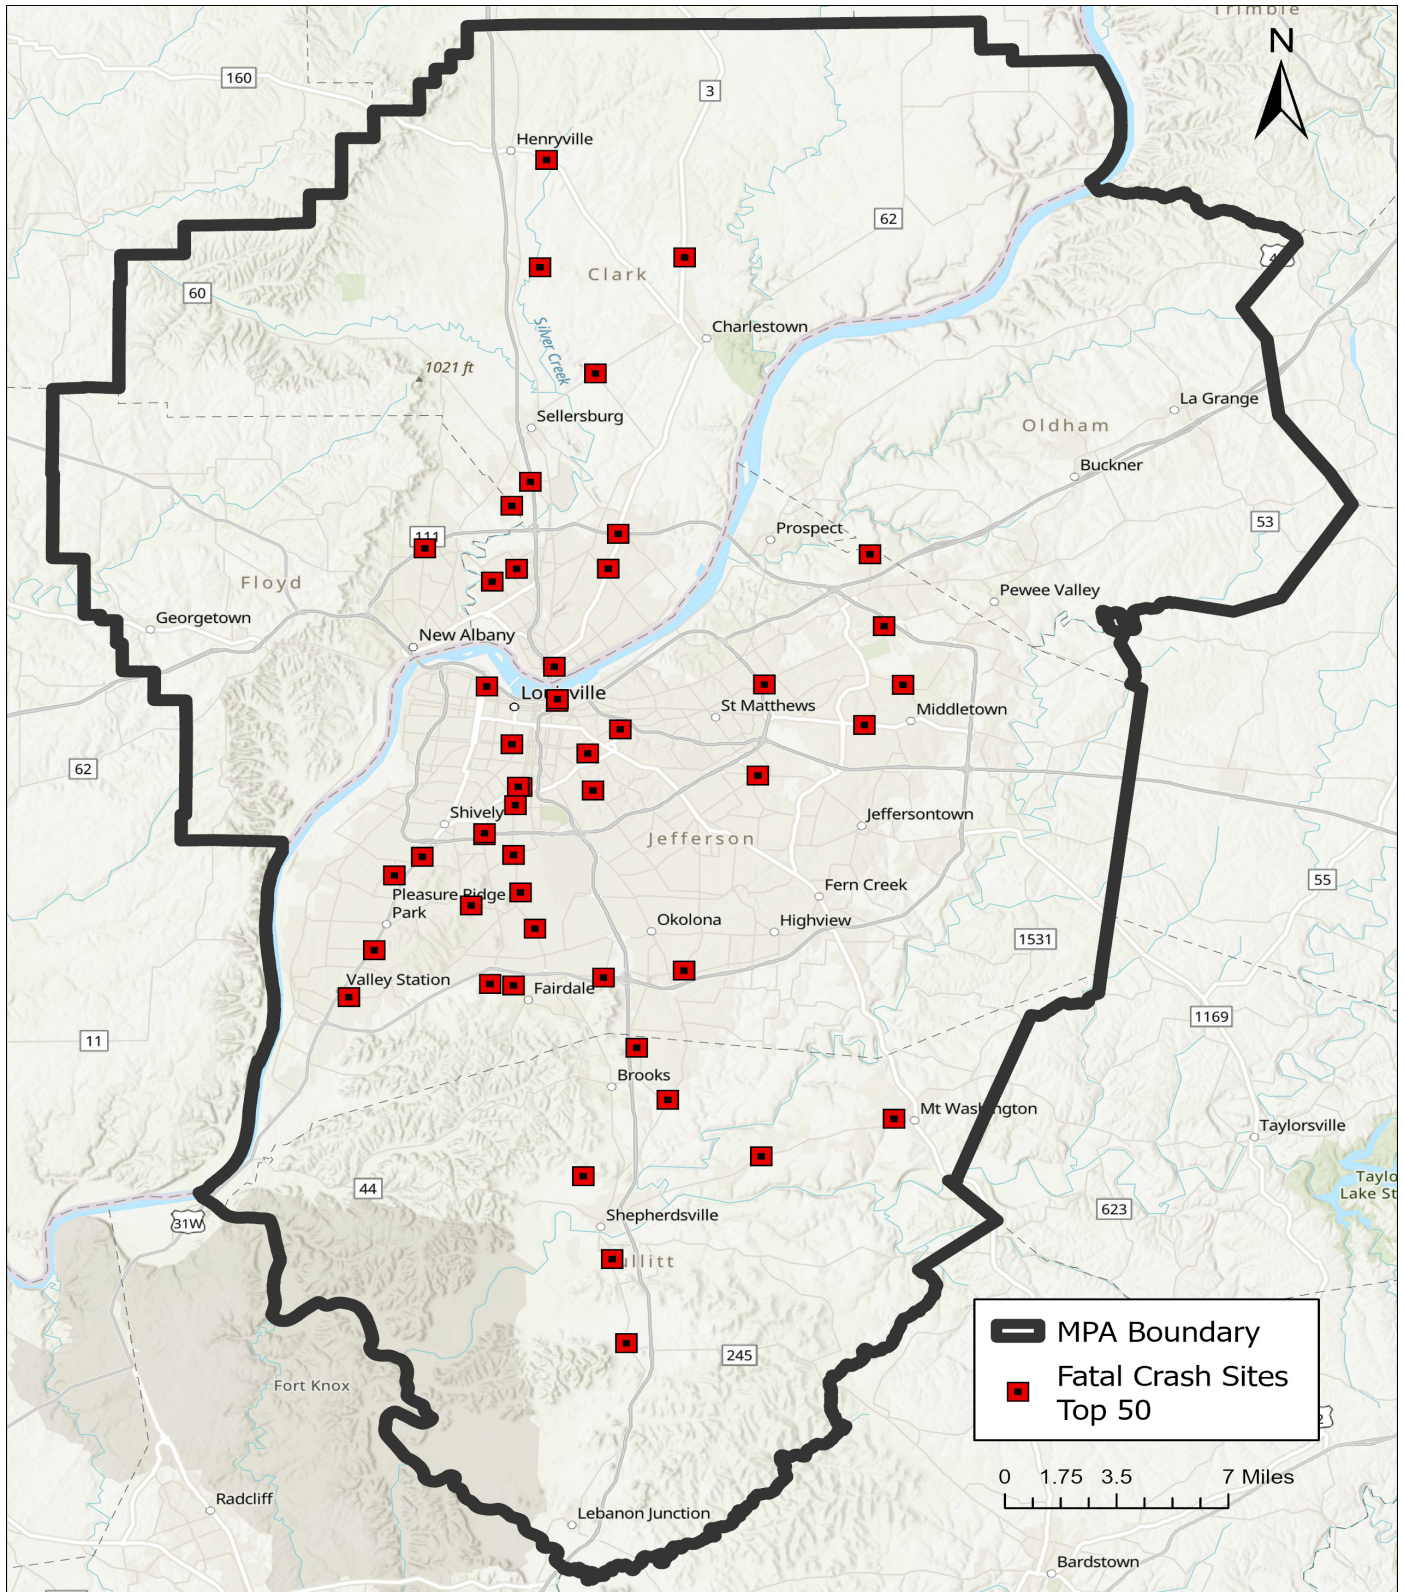 Trimble
N
160
3
Henryville
62
60
Clark
Silver Creek
Charlestown
1021 ft
La Grange
Sellersburg
Oldham
Buckner
53
Prospect
111
Floyd
Pewee Valley
Georgetown
New Albany
Louisville
St Matthews
Middletown
62
Shively
Jeffersontown
Jefferson
55
Pleasure Ridge
Park
Fern Creek
Okolona
Highview
1531
Valley Station
Fairdale
1169
11
Brooks
Mt Washington
Taylorsville
44
Taylo
Lake St
623
31W
Shepherdsville
ullitt
MPA Boundary
245
Fatal Crash Sites
Top 50
Fort Knox
0 1.75 3.5 7 Miles
Radcliff
Lebanon Junction
Bardstown